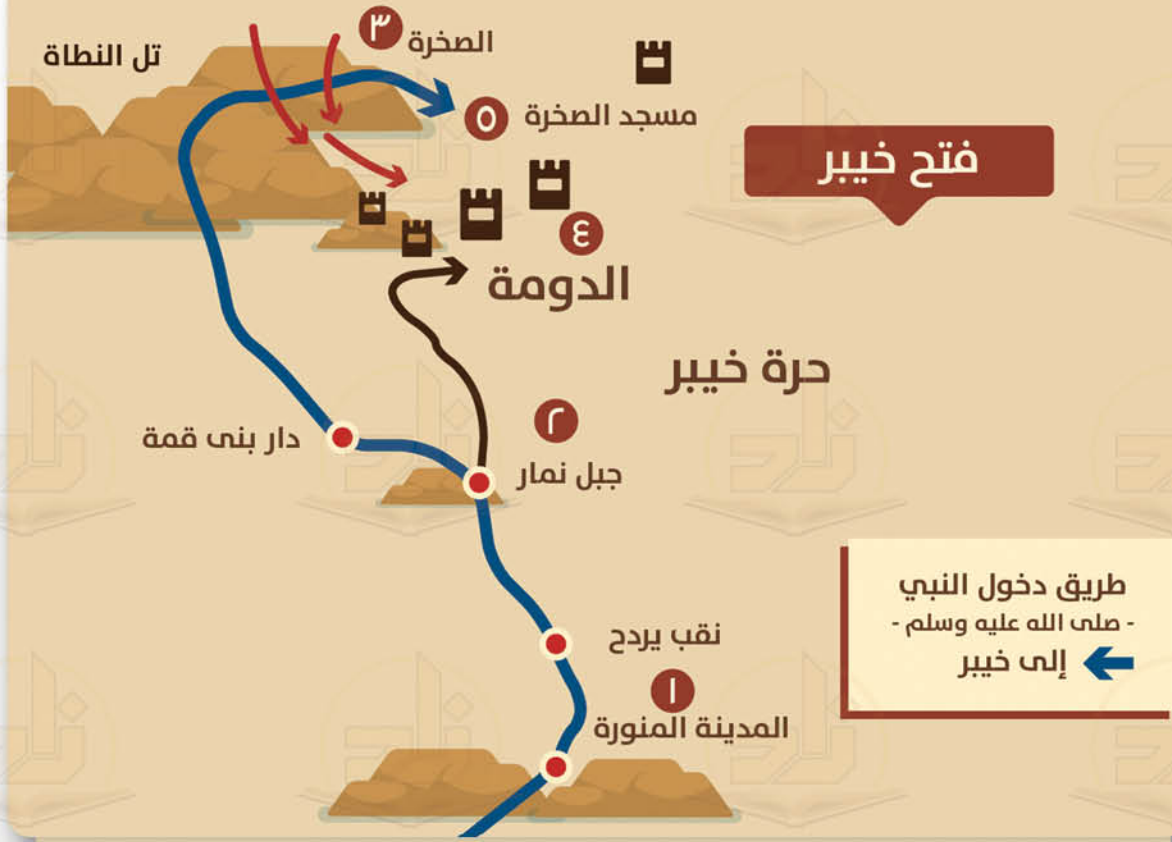 ٣
الصخرة
تل النطاة
مسجد الصخرة
٥
فتح خيبر
٤
الدومة
حرة خيبر
٢
جبل نمار
دار بنى قمة
طريق دخول النبي
- صلى الله عليه وسلم -
إلى خيبر
نقب يردح
١
المدينة المنورة